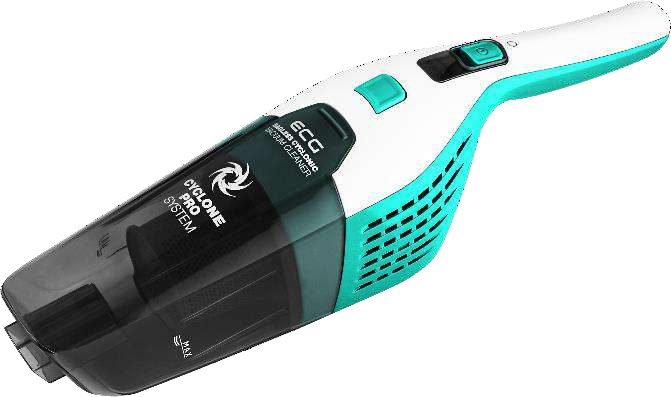 ECG
BAGLESS CYCLONIC
VACUUM CLEANER
CYCLONE
PRO
SYSTEM
MAX